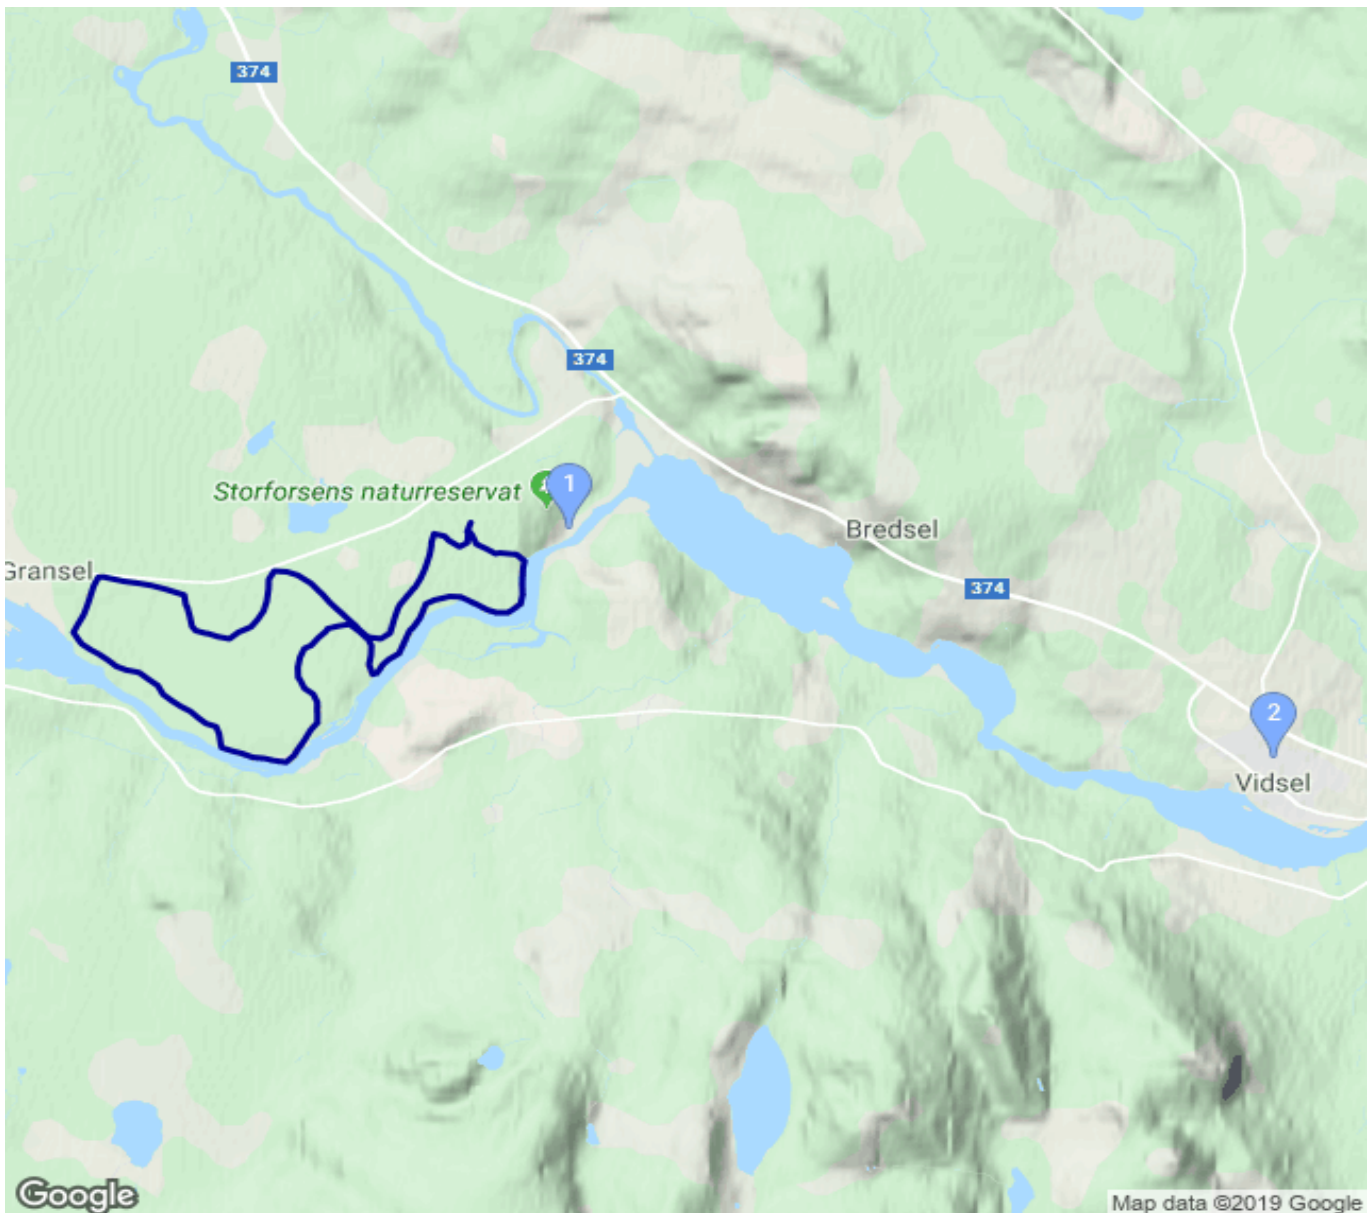 374
374
Storforsens naturreservat
1
Bredsel
Gransel
374
2
Vidsel
Google
Map data ©2019 Google